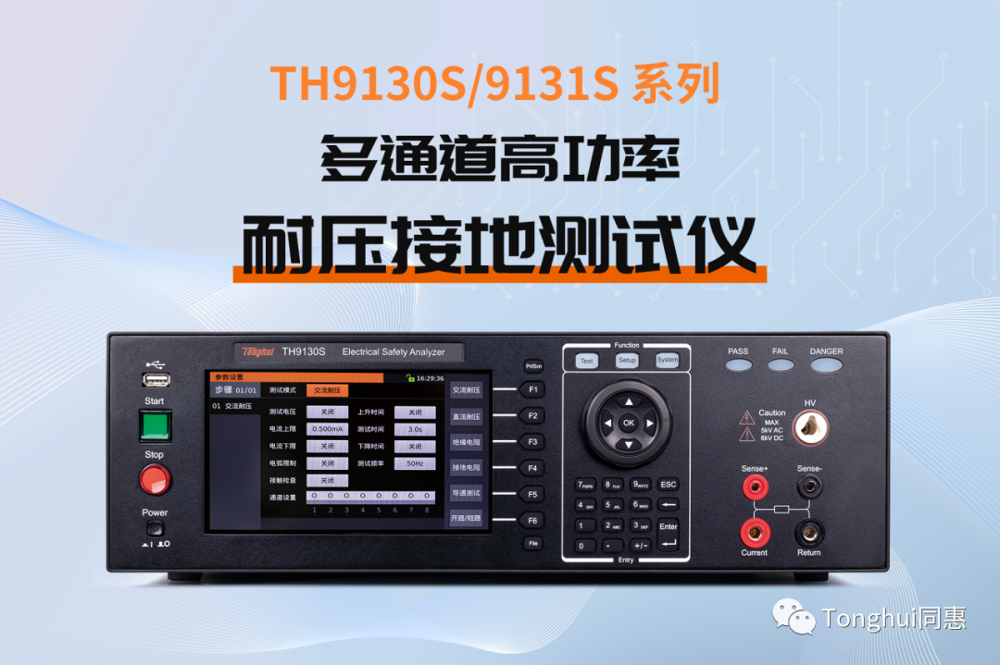 TH9130S/9131S 系列
多通道高功率
耐压接地测试仪
Tonghui TH9130S Electrical Safety Analyzer
Start
Stop
Power
参数设置 16:29:36
步骤 01/01 测试模式 交流耐压
01 交流耐压
测试电压 关闭 上升时间 关闭
电流上限 0.500mA 测试时间 3.0s
电流下限 关闭 下降时间 关闭
电弧限制 关闭 测试频率 50Hz
接触检查 关闭
通道设置 O O O O O O O O
1 2 3 4 5 6 7 8
交流耐压
直流耐压
绝缘电阻
接地电阻
导通测试
开路/短路
PrtScn
F1
F2
F3
F4
F5
F6
File
Function
Test Setup System
OK
7 PQRS 8 TUV 9 WXYZ ESC
4 GHI 5 JKL 6 MNO
1 2 ABC 3 DEF Enter
0 . +/-
Entry
PASS FAIL DANGER
Caution
MAX
5kV AC
6kV DC
HV
Sense+ Sense-
Current Return
Tonghui同惠